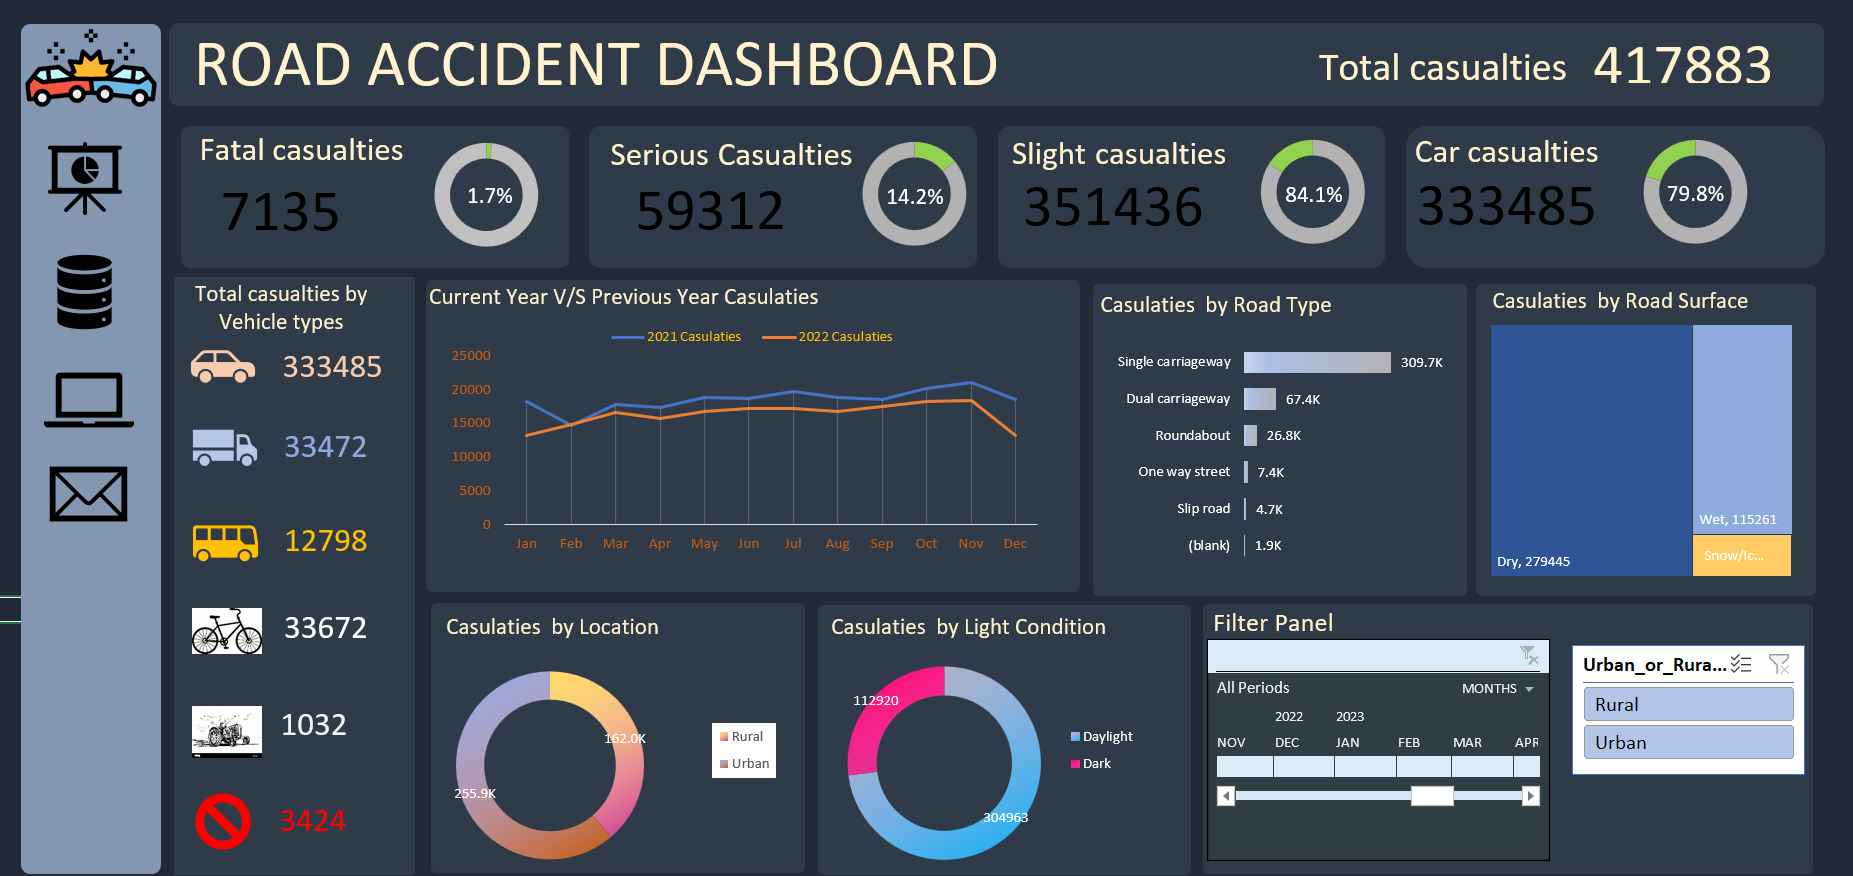 ROAD ACCIDENT DASHBOARD
Total casualties 417883
Fatal casualties
7135
1.7%
Serious Casualties
59312
14.2%
Slight casualties
351436
84.1%
Car casualties
333485
79.8%
Total casualties by
Vehicle types
333485
33472
12798
33672
1032
3424
Current Year V/S Previous Year Casulaties
2021 Casulaties
2022 Casulaties
25000
20000
15000
10000
5000
0
Jan Feb Mar Apr May Jun Jul Aug Sep Oct Nov Dec
Casulaties by Road Type
Single carriageway 309.7K
Dual carriageway 67.4K
Roundabout 26.8K
One way street 7.4K
Slip road 4.7K
(blank) 1.9K
Casulaties by Road Surface
Dry, 279445
Wet, 115261
Snow/Ic...
Casulaties by Location
162.0K
255.9K
Rural
Urban
Casulaties by Light Condition
112920
304963
Daylight
Dark
Filter Panel
All Periods
MONTHS
2022 2023
NOV DEC JAN FEB MAR APR
Urban_or_Rura...
Rural
Urban